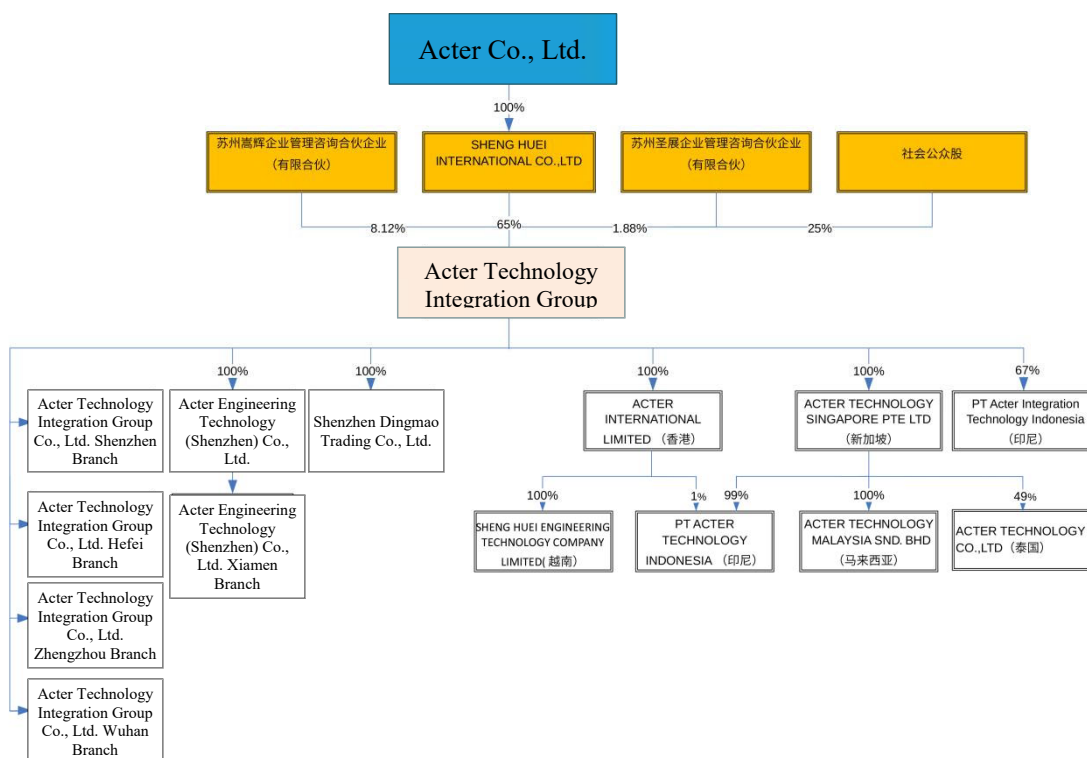 Acter Co., Ltd.
100%
苏州嵩辉企业管理咨询合伙企业
（有限合伙）
SHENG HUEI
INTERNATIONAL CO.,LTD
苏州圣展企业管理咨询合伙企业
（有限合伙）
社会公众股
8.12%
65%
1.88%
25%
Acter Technology
Integration Group
100%
100%
100%
100%
67%
Acter Technology
Integration Group
Co., Ltd. Shenzhen
Branch
Acter Engineering
Technology
(Shenzhen) Co.,
Ltd.
Shenzhen Dingmao
Trading Co., Ltd.
ACTER
INTERNATIONAL
LIMITED （香港）
ACTER TECHNOLOGY
SINGAPORE PTE LTD
（新加坡）
PT Acter Integration
Technology Indonesia
（印尼）
100%
1%
99%
100%
49%
Acter Technology
Integration Group
Co., Ltd. Hefei
Branch
Acter Engineering
Technology
(Shenzhen) Co.,
Ltd. Xiamen
Branch
SHENG HUEI ENGINEERING
TECHNOLOGY COMPANY
LIMITED( 越南）
PT ACTER
TECHNOLOGY
INDONESIA （印尼）
ACTER TECHNOLOGY
MALAYSIA SND. BHD
（马来西亚）
ACTER TECHNOLOGY
CO.,LTD（泰国）
Acter Technology
Integration Group
Co., Ltd.
Zhengzhou Branch
Acter Technology
Integration Group
Co., Ltd. Wuhan
Branch